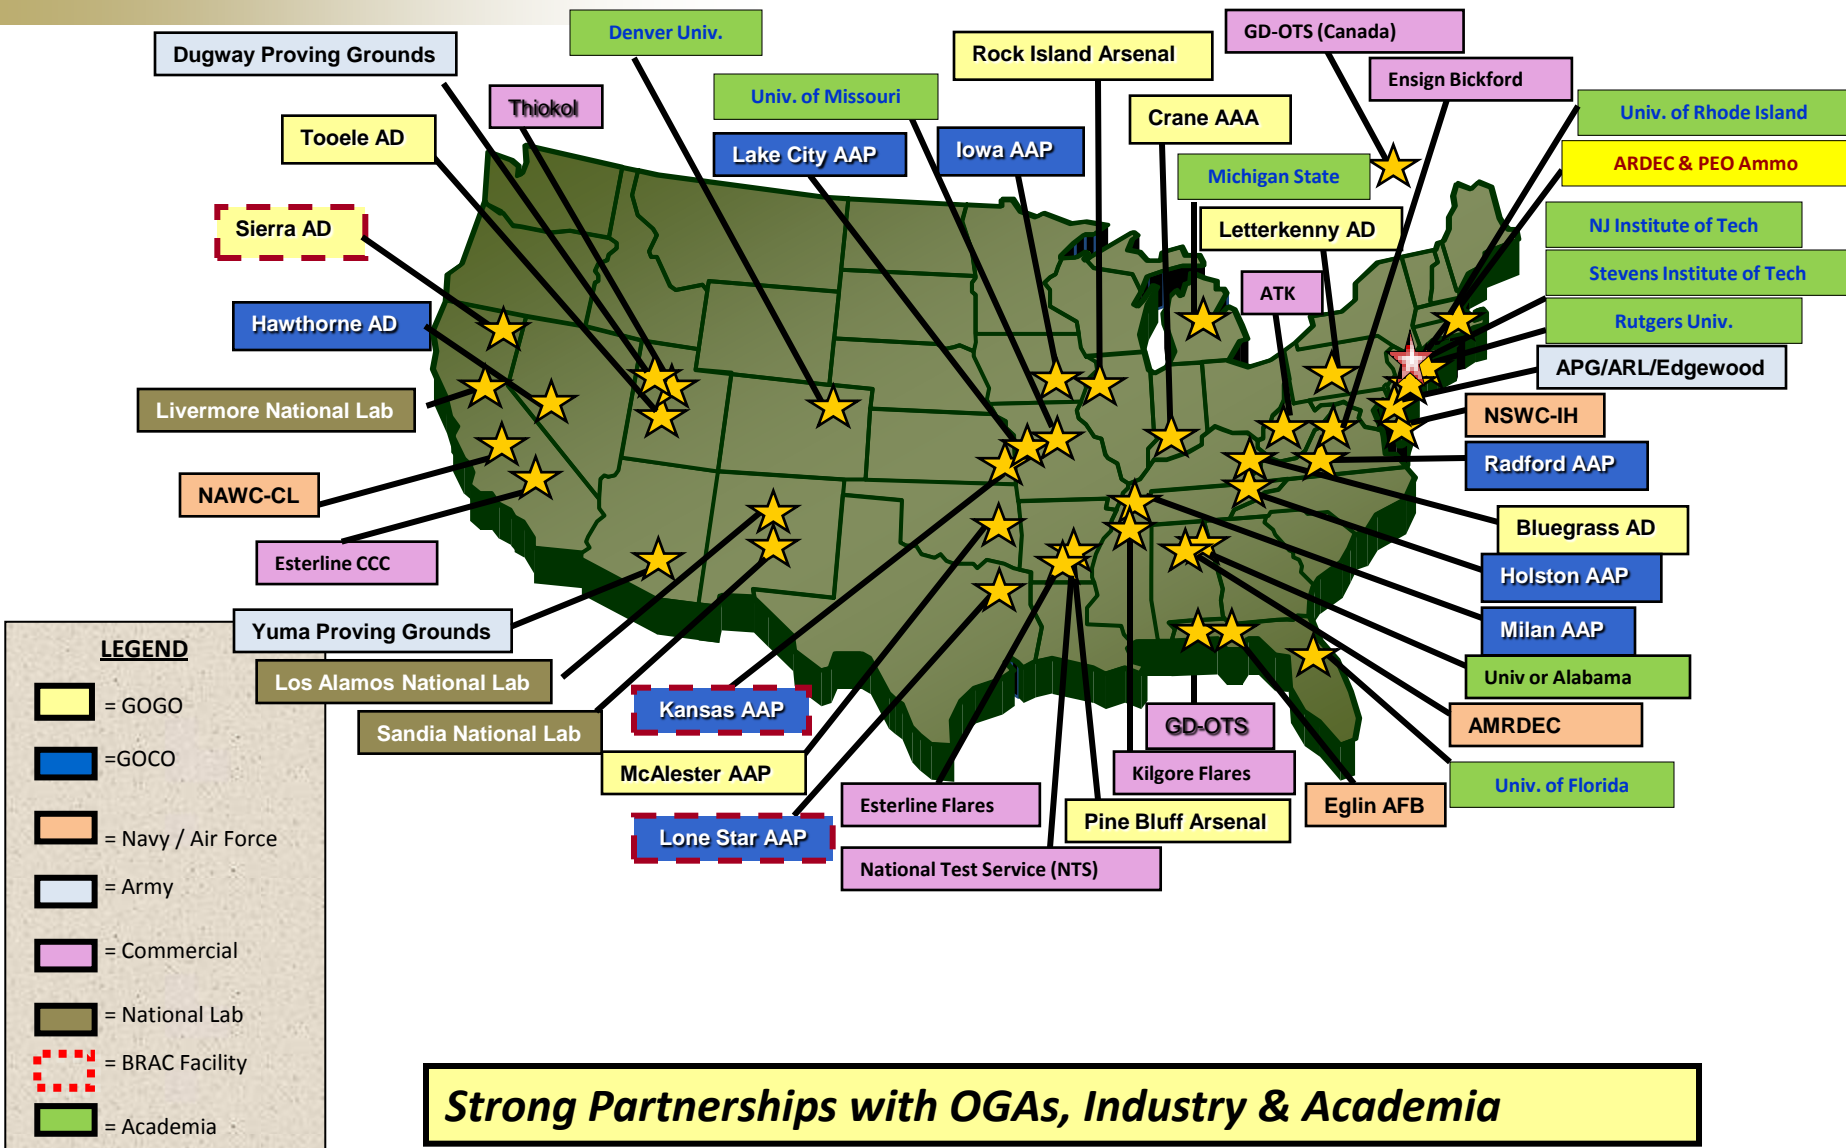 Denver Univ.
GD-OTS (Canada)
Dugway Proving Grounds
Rock Island Arsenal
Ensign Bickford
Thiokol
Univ. of Missouri
Univ. of Rhode Island
Tooele AD
Crane AAA
Lake City AAP
Iowa AAP
ARDEC & PEO Ammo
Michigan State
Sierra AD
Letterkenny AD
NJ Institute of Tech
Stevens Institute of Tech
ATK
Hawthorne AD
Rutgers Univ.
APG/ARL/Edgewood
Livermore National Lab
NSWC-IH
Radford AAP
NAWC-CL
Bluegrass AD
Esterline CCC
Holston AAP
Yuma Proving Grounds
Milan AAP
LEGEND
Los Alamos National Lab
Univ or Alabama
= GOGO
Kansas AAP
Sandia National Lab
GD-OTS
AMRDEC
=GOCO
McAlester AAP
Kilgore Flares
Univ. of Florida
Esterline Flares
Eglin AFB
Pine Bluff Arsenal
= Navy / Air Force
Lone Star AAP
National Test Service (NTS)
= Army
= Commercial
= National Lab
= BRAC Facility
= Academia
Strong Partnerships with OGAs, Industry & Academia